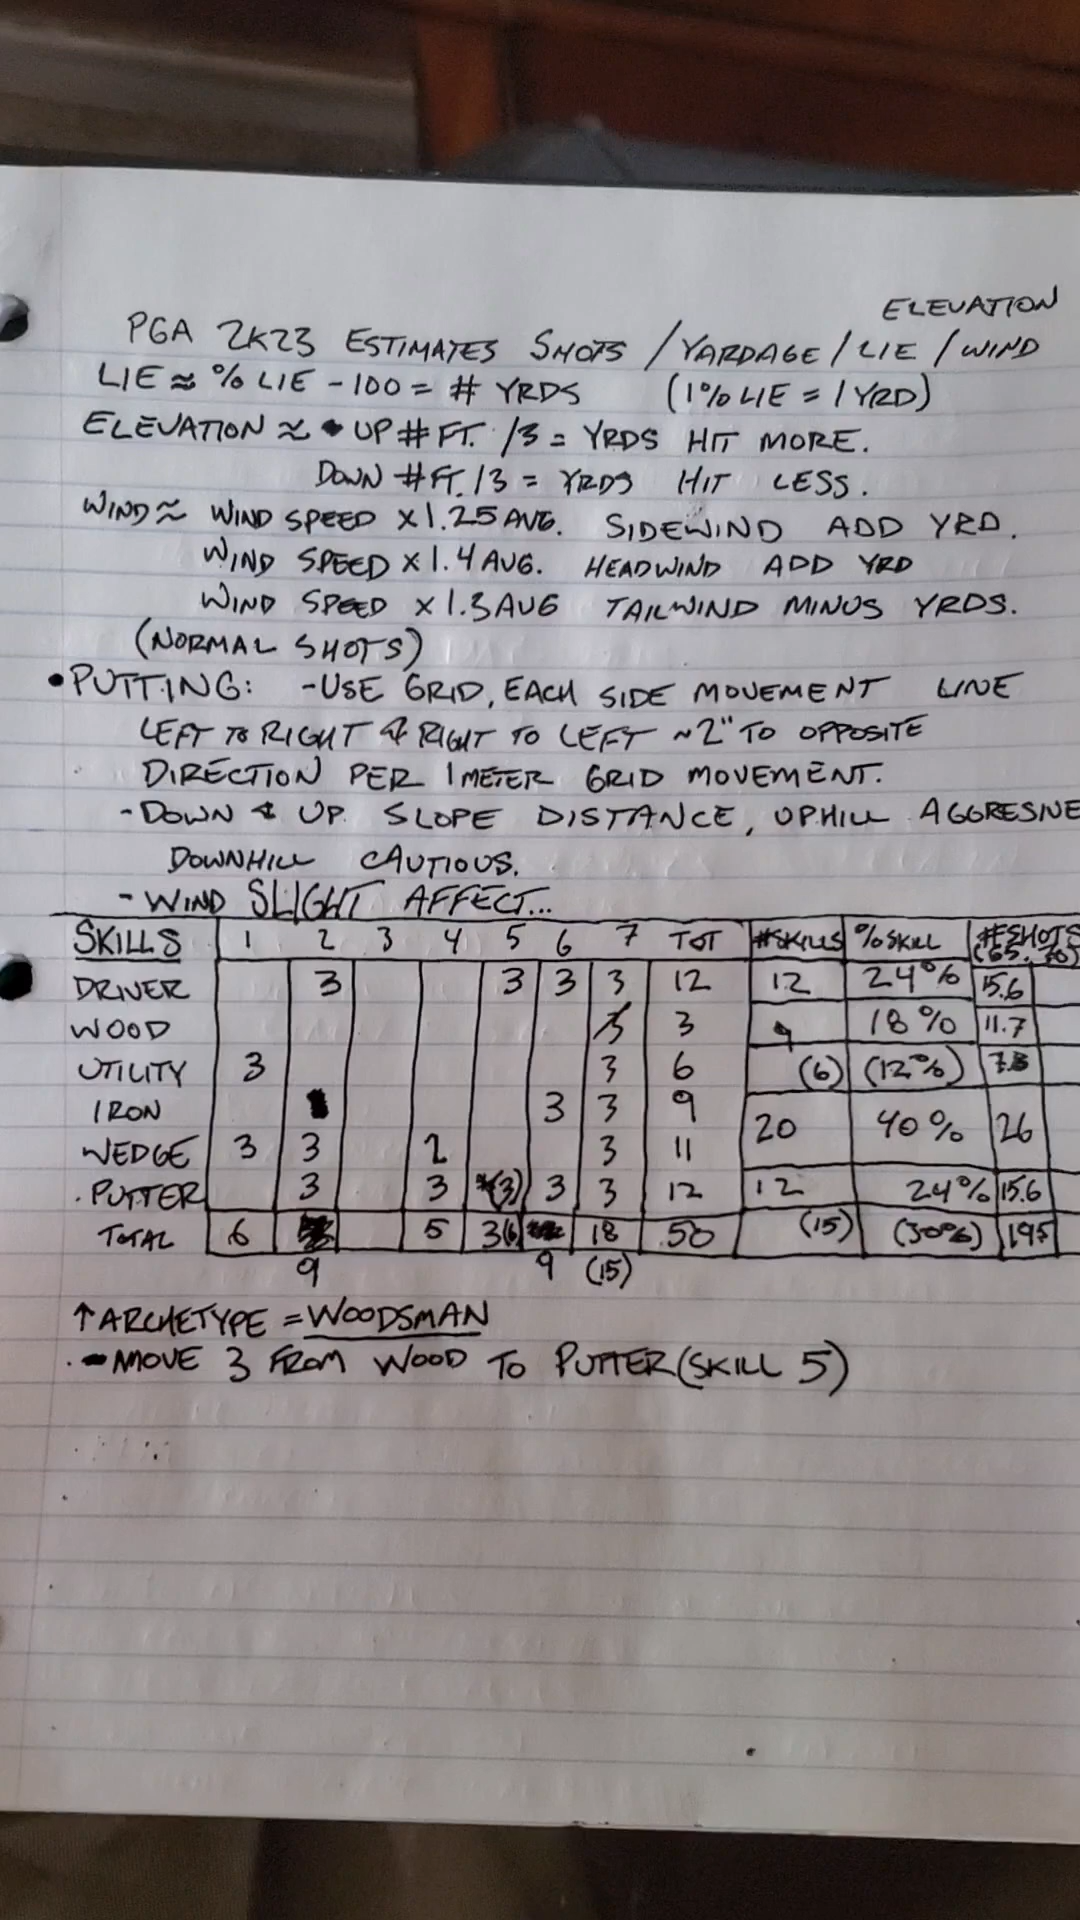 ELEVATION
PGA 2K23 ESTIMATES SHOTS / YARDAGE / LIE / WIND
LIE ≈ % LIE - 100 = # YRDS (1% LIE = 1 YRD)
ELEVATION ≈ UP # FT. /3 = YRDS HIT MORE.
DOWN # FT. /3 = YRDS HIT LESS.
WIND ≈ WIND SPEED X 1.25 AVG. SIDEWIND ADD YRD.
WIND SPEED X 1.4 AVG. HEADWIND ADD YRD
WIND SPEED X 1.3 AVG TAILWIND MINUS YRDS.
(NORMAL SHOTS)
• PUTTING: - USE GRID, EACH SIDE MOVEMENT LINE
LEFT TO RIGHT & RIGHT TO LEFT ~2" TO OPPOSITE
DIRECTION PER 1 METER GRID MOVEMENT.
- DOWN & UP SLOPE DISTANCE, UPHILL AGGRESIVE
DOWNHILL CAUTIOUS.
- WIND SLIGHT AFFECT...
SKILLS 1 2 3 4 5 6 7 TOT #SKILLS % SKILL #SHOTS (65.70)
DRIVER 3 3 3 3 12 12 24% 15.6
WOOD 3 3 9 18% 11.7
UTILITY 3 3 6 (6) (12%) 7.8
IRON 3 3 9 20 40% 26
WEDGE 3 3 2 3 11
PUTTER 3 3 *(3) 3 3 12 12 24% 15.6
TOTAL 6 5 3(6) 18 50 (15) (30%) 19.5
9 9 (15)
↑ ARCHETYPE = WOODSMAN
- MOVE 3 FROM WOOD TO PUTTER (SKILL 5)